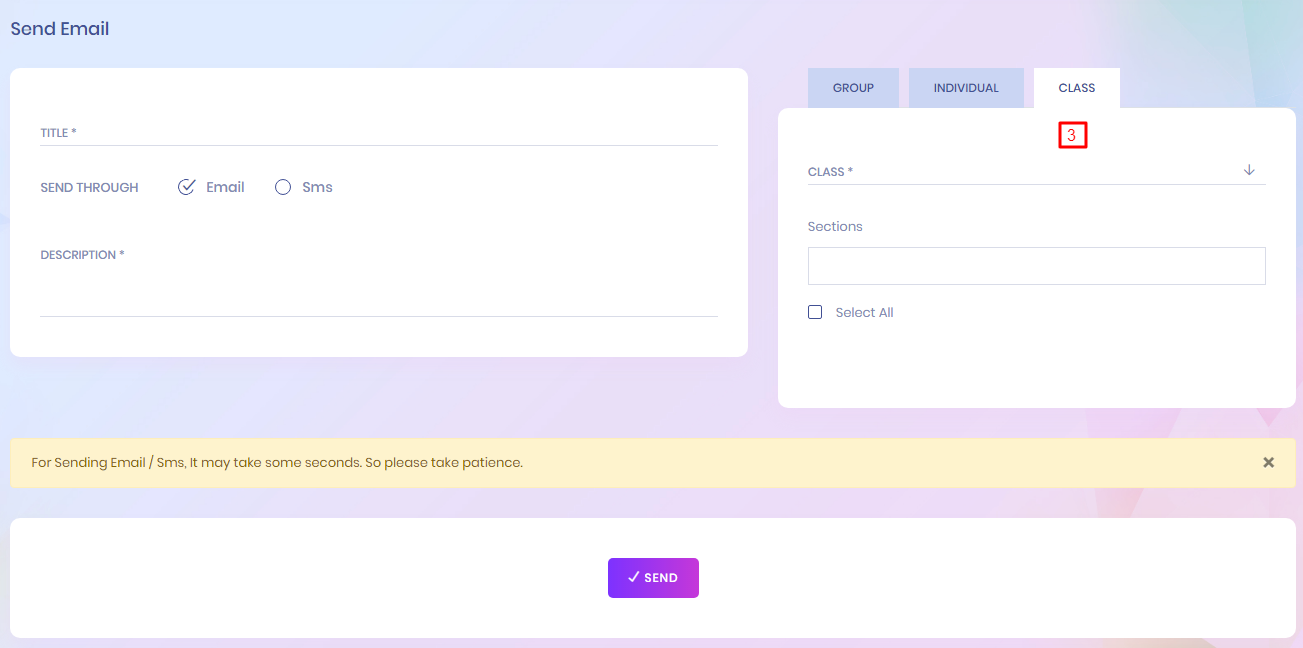 Send Email
TITLE *
SEND THROUGH Email Sms
DESCRIPTION *
GROUP INDIVIDUAL CLASS
3
CLASS *
Sections
Select All
For Sending Email / Sms, It may take some seconds. So please take patience.
SEND